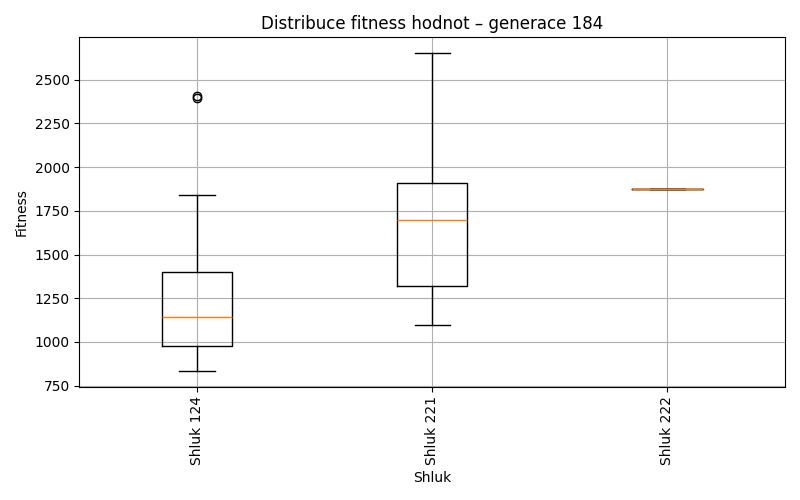 Distribuce fitness hodnot – generace 184
Fitness
2500
2250
2000
1750
1500
1250
1000
750
Shluk 124
Shluk 221
Shluk 222
Shluk